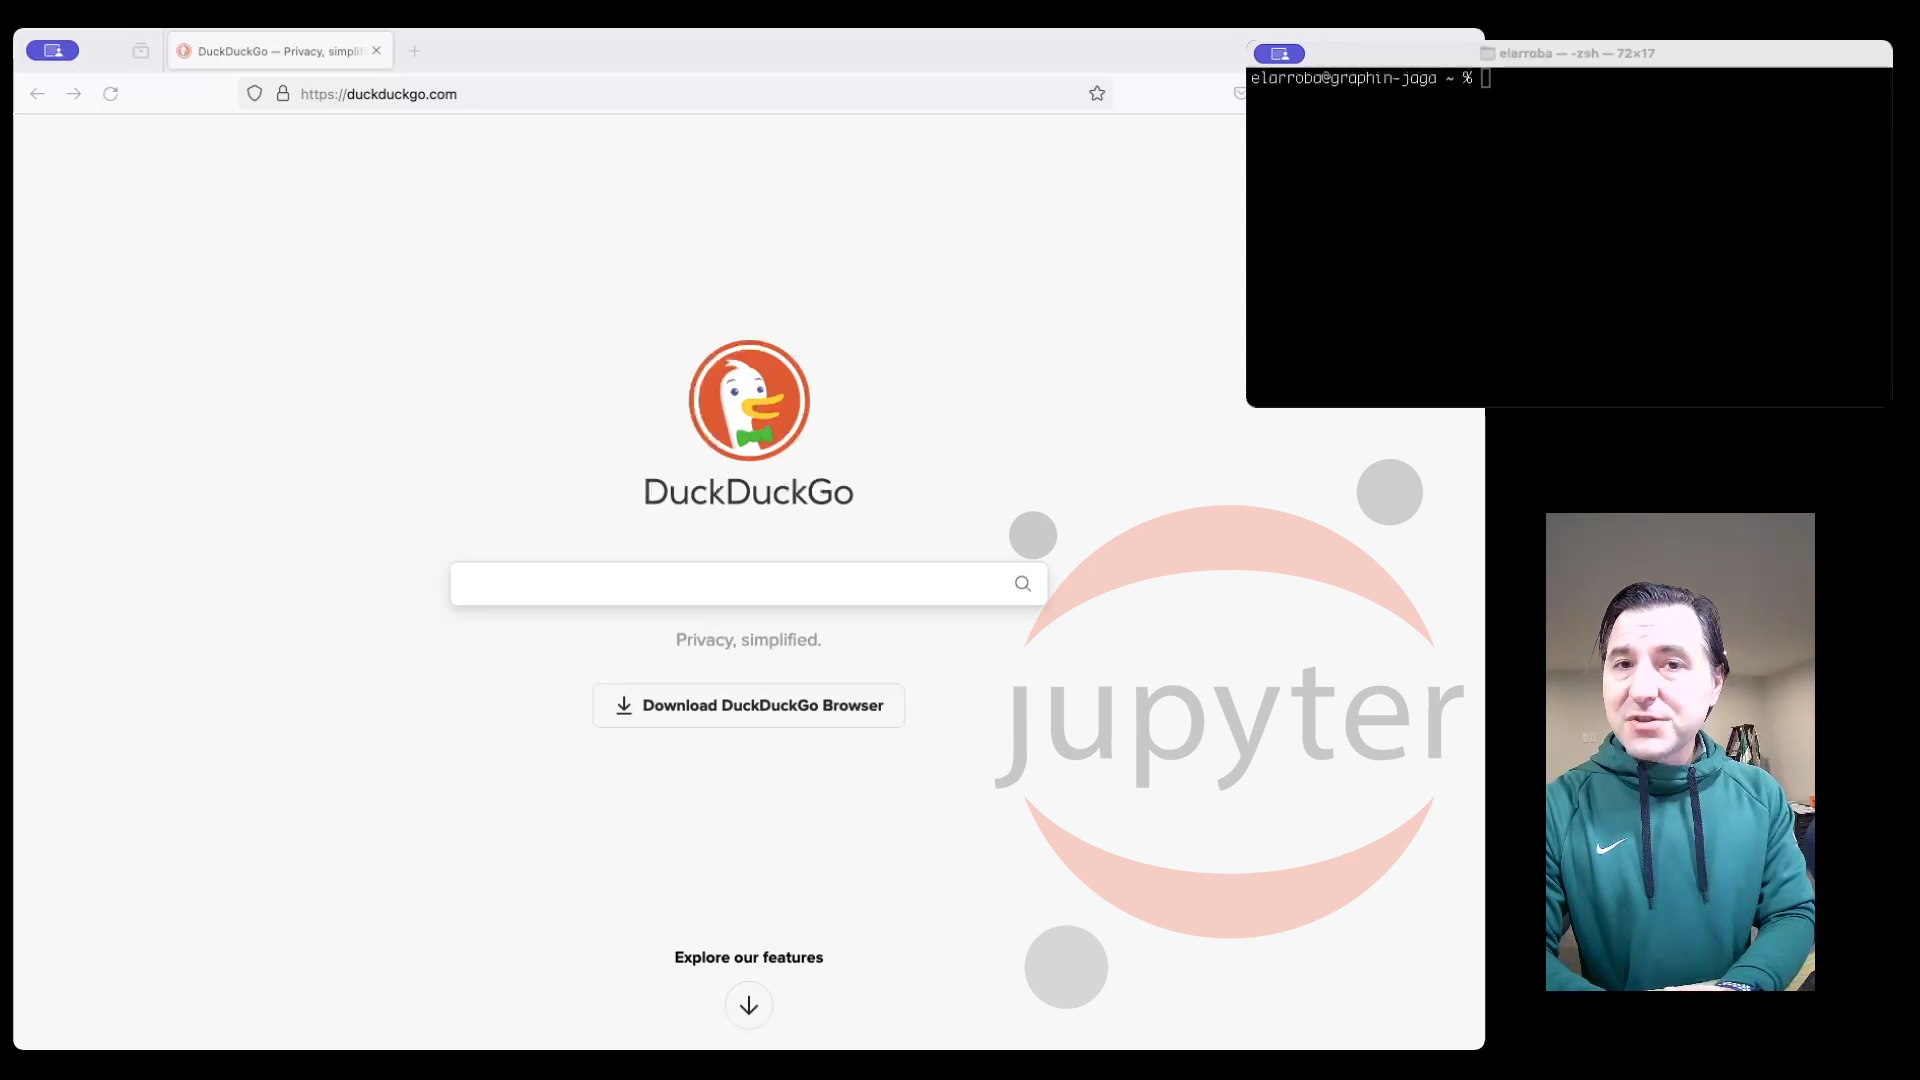 DuckDuckGo — Privacy, simplifi
https://duckduckgo.com
elarroba — -zsh — 72×17
elarroba@graphin-jaga ~ %
DuckDuckGo
Privacy, simplified.
Download DuckDuckGo Browser
jupyter
Explore our features